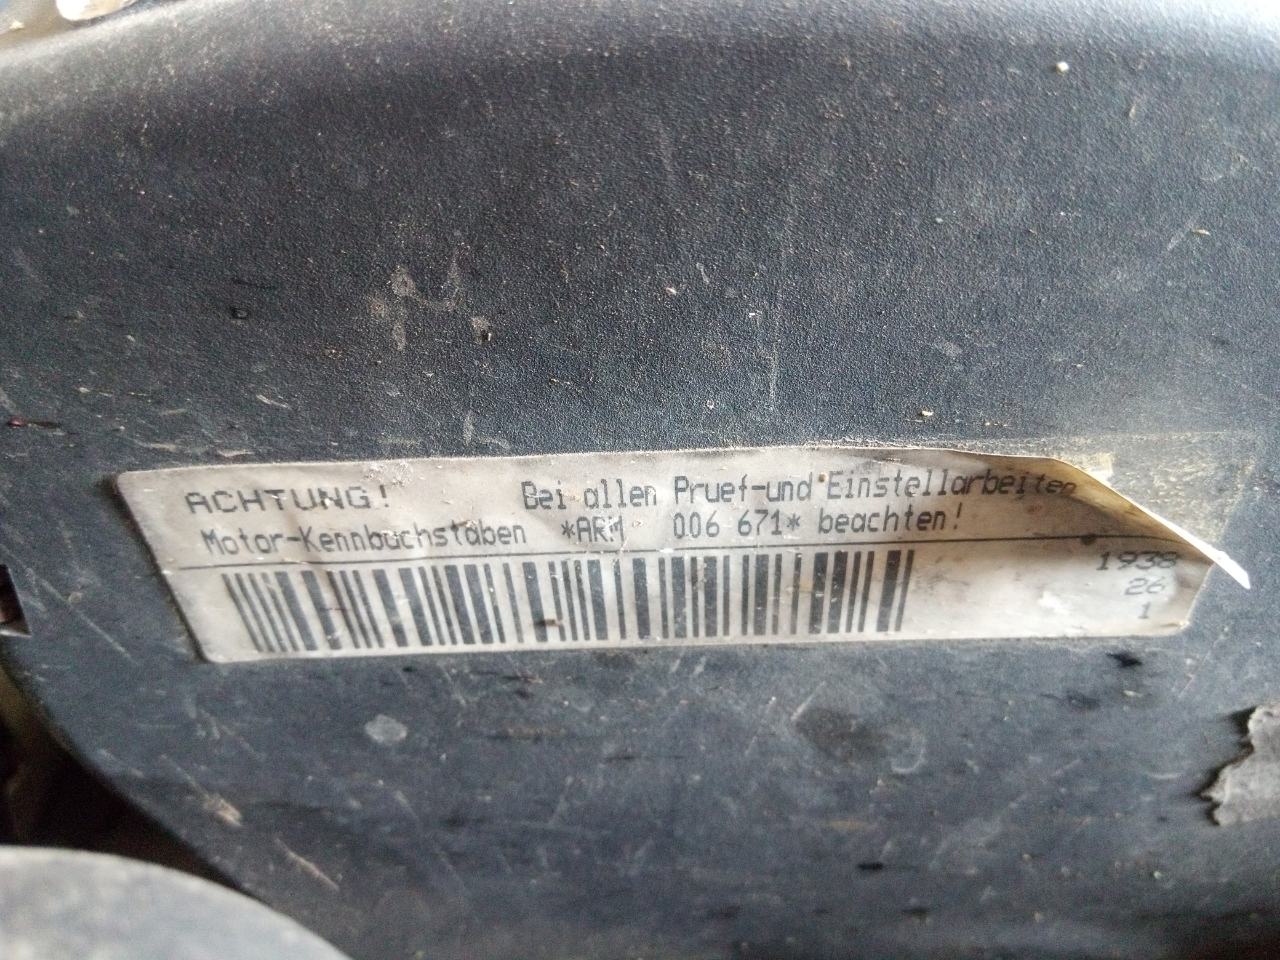 ACHTUNG! Bei allen Pruef-und Einstellarbeiten
Motor-Kennbuchstaben *ARM 006 671* beachten!
1938
26
1